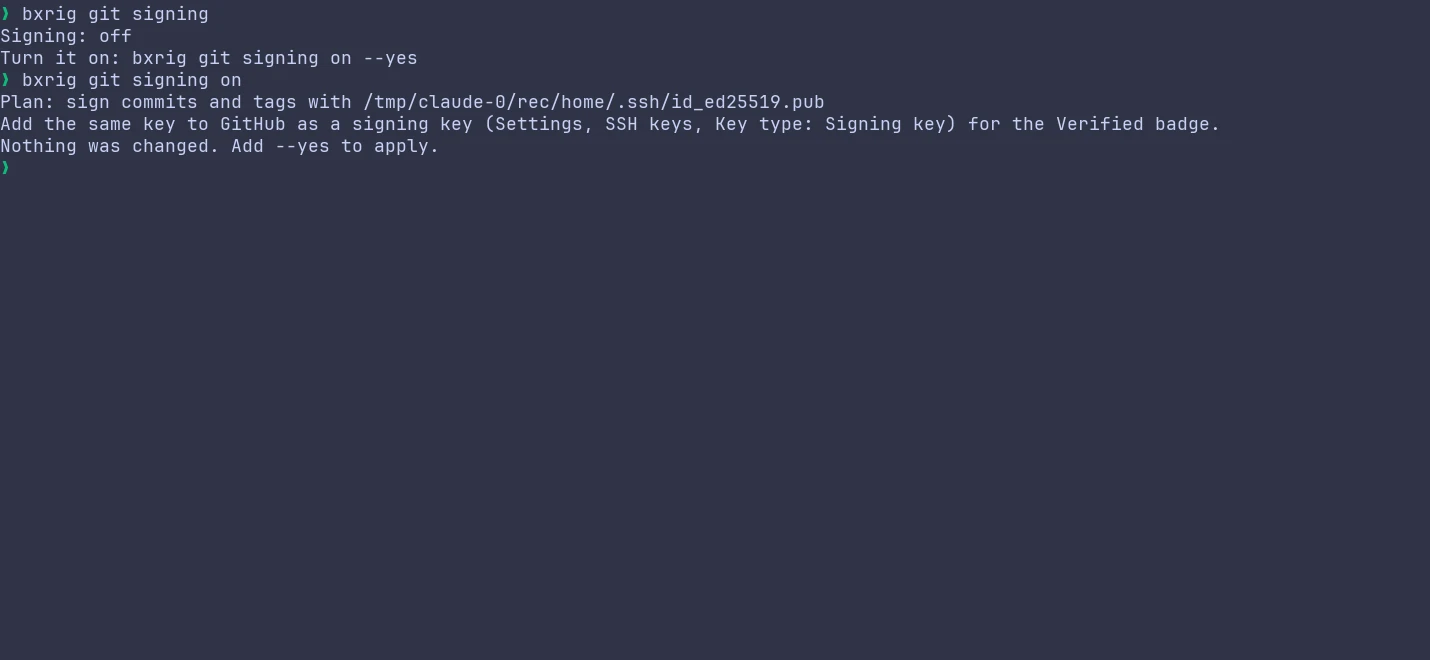 ❯ bxrig git signing
Signing: off
Turn it on: bxrig git signing on --yes
❯ bxrig git signing on
Plan: sign commits and tags with /tmp/claude-0/rec/home/.ssh/id_ed25519.pub
Add the same key to GitHub as a signing key (Settings, SSH keys, Key type: Signing key) for the Verified badge.
Nothing was changed. Add --yes to apply.
❯